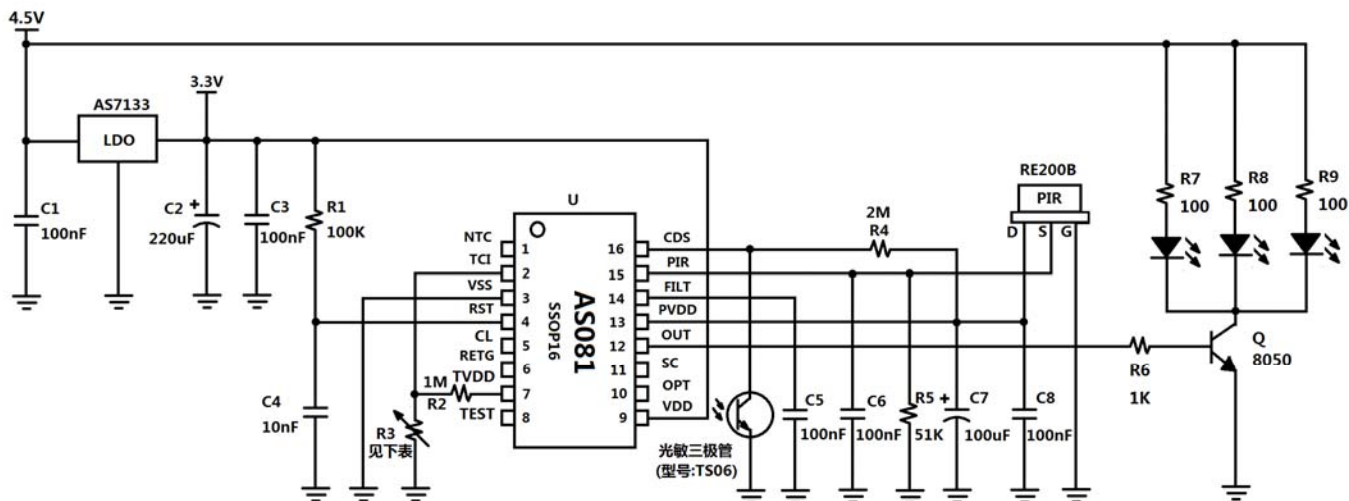 4.5V
3.3V
AS7133
LDO
C1
100nF
C2
+
220uF
C3
100nF
R1
100K
C4
10nF
U
AS081
SSOP16
NTC
1
TCI
2
VSS
3
RST
4
CL
5
RETG
6
TVDD
7
TEST
8
16
CDS
15
PIR
14
FILT
13
PVDD
12
OUT
11
SC
10
OPT
9
VDD
1M
R2
R3
见下表
2M
R4
RE200B
PIR
D
S
G
光敏三极管
(型号:TS06)
C5
100nF
C6
100nF
R5
51K
+
C7
100uF
C8
100nF
R6
1K
R7
100
R8
100
R9
100
Q
8050